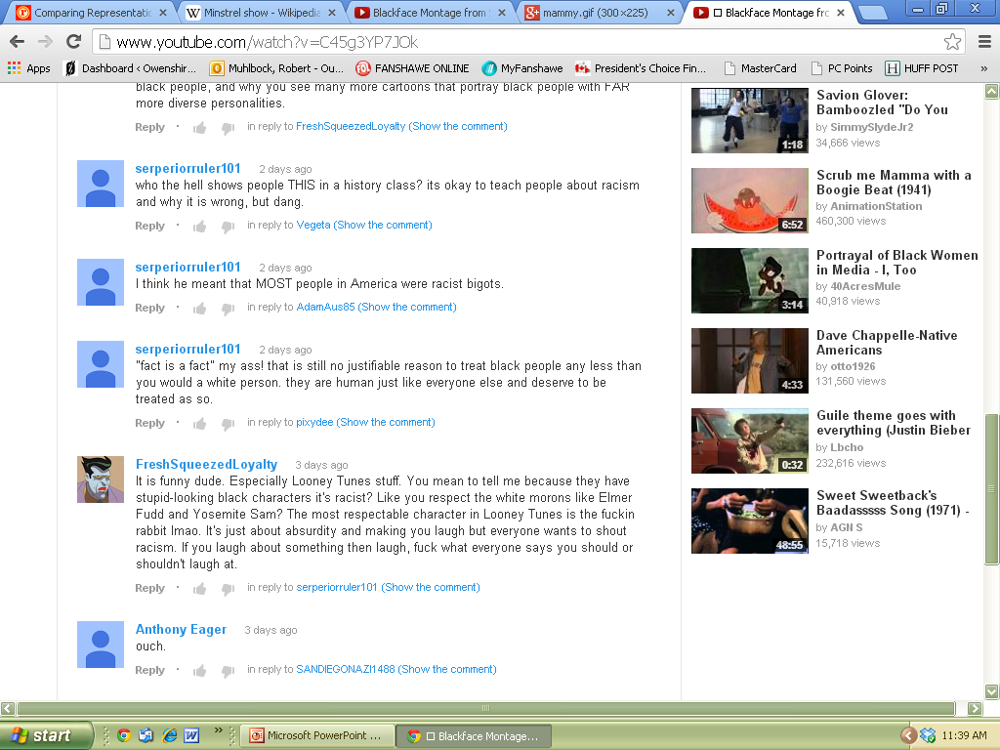 Comparing Representatio
Minstrel show - Wikipedia
Blackface Montage from S
mammy.gif (300×225)
□ Blackface Montage fro
www.youtube.com/watch?v=C45g3YP7JOk
Apps
Dashboard ‹ Owenshir...
Muhlbock, Robert - Ou...
FANSHAWE ONLINE
MyFanshawe
President's Choice Fin...
MasterCard
PC Points
H HUFF POST
»
black people, and why you see many more cartoons that portray black people with FAR
more diverse personalities.
Reply · in reply to FreshSqueezedLoyalty (Show the comment)
serperiorruler101 2 days ago
who the hell shows people THIS in a history class? its okay to teach people about racism
and why it is wrong, but dang.
Reply · in reply to Vegeta (Show the comment)
serperiorruler101 2 days ago
I think he meant that MOST people in America were racist bigots.
Reply · in reply to AdamAus85 (Show the comment)
serperiorruler101 2 days ago
"fact is a fact" my ass! that is still no justifiable reason to treat black people any less than
you would a white person. they are human just like everyone else and deserve to be
treated as so.
Reply · in reply to pixydee (Show the comment)
FreshSqueezedLoyalty 3 days ago
It is funny dude. Especially Looney Tunes stuff. You mean to tell me because they have
stupid-looking black characters it's racist? Like you respect the white morons like Elmer
Fudd and Yosemite Sam? The most respectable character in Looney Tunes is the fuckin
rabbit lmao. It's just about absurdity and making you laugh but everyone wants to shout
racism. If you laugh about something then laugh, fuck what everyone says you should or
shouldn't laugh at.
Reply · in reply to serperiorruler101 (Show the comment)
Anthony Eager 3 days ago
ouch.
Reply · in reply to SANDIEGONAZI1488 (Show the comment)
1:18
Savion Glover:
Bamboozled "Do You
by SimmySlydeJr2
34,666 views
6:52
Scrub me Mamma with a
Boogie Beat (1941)
by AnimationStation
460,300 views
3:14
Portrayal of Black Women
in Media - I, Too
by 40AcresMule
40,918 views
4:33
Dave Chappelle-Native
Americans
by otto1926
131,560 views
0:32
Guile theme goes with
everything (Justin Bieber
by Lbcho
232,616 views
48:55
Sweet Sweetback's
Baadasssss Song (1971) -
by AGN S
15,718 views
start
»
Microsoft PowerPoint ...
□ Blackface Montage...
11:39 AM